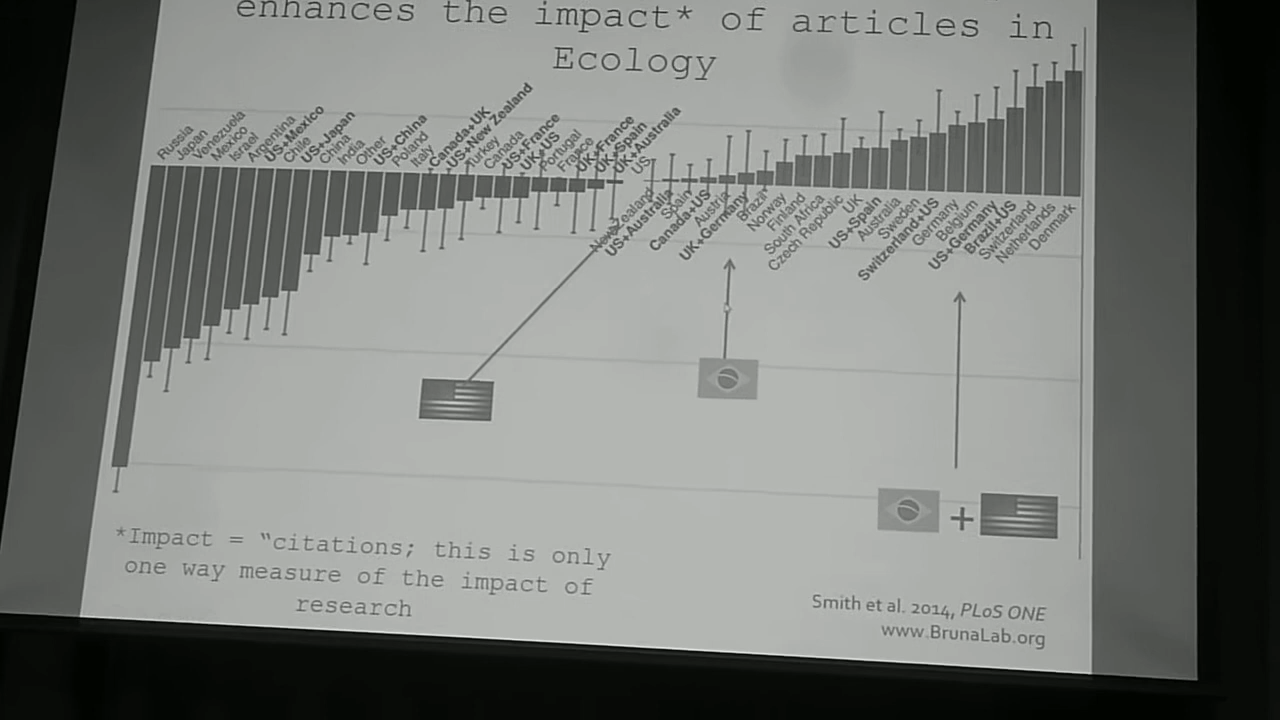 enhances the impact* of articles in
Ecology
Russia
Japan
Venezuela
Mexico
Israel
Argentina
US+Mexico
Chile
US+Japan
China
India
Other
US+China
Poland
Italy
Canada+UK
US+New Zealand
Turkey
Canada
US+France
UK+US
Portugal
France
UK+France
UK+Spain
UK+Australia
US
New Zealand
US+Australia
Spain
Canada+US
Austria
UK+Germany
Brazil
Norway
Finland
South Africa
Czech Republic
UK
US+Spain
Australia
Sweden
Switzerland+US
Germany
Belgium
US+Germany
Brazil+US
Switzerland
Netherlands
Denmark
+
*Impact = “citations; this is only
one way measure of the impact of
research
Smith et al. 2014, PLoS ONE
www.BrunaLab.org